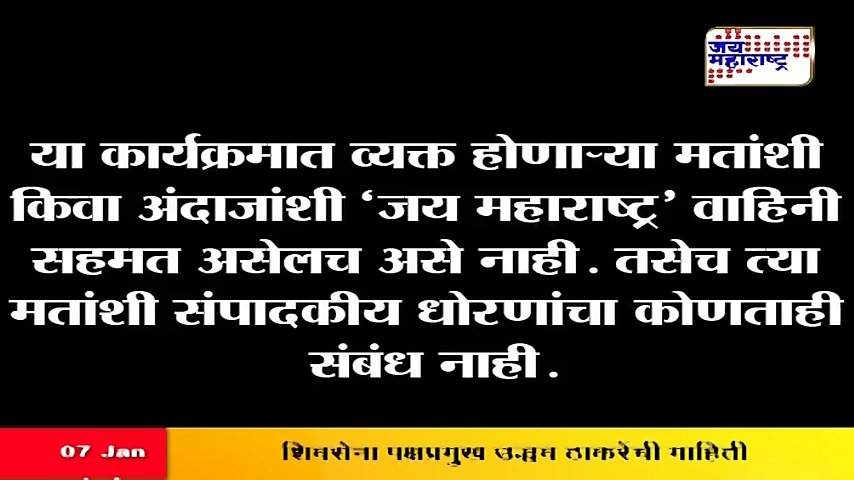 जय
महाराष्ट्र
या कार्यक्रमात व्यक्त होणाऱ्या मतांशी
किवा अंदाजांशी ‘जय महाराष्ट्र’ वाहिनी
सहमत असेलच असे नाही. तसेच त्या
मतांशी संपादकीय धोरणांचा कोणताही
संबंध नाही.
07 Jan
शिवसेना पक्षप्रमुख उद्धव ठाकरेंची माहिती